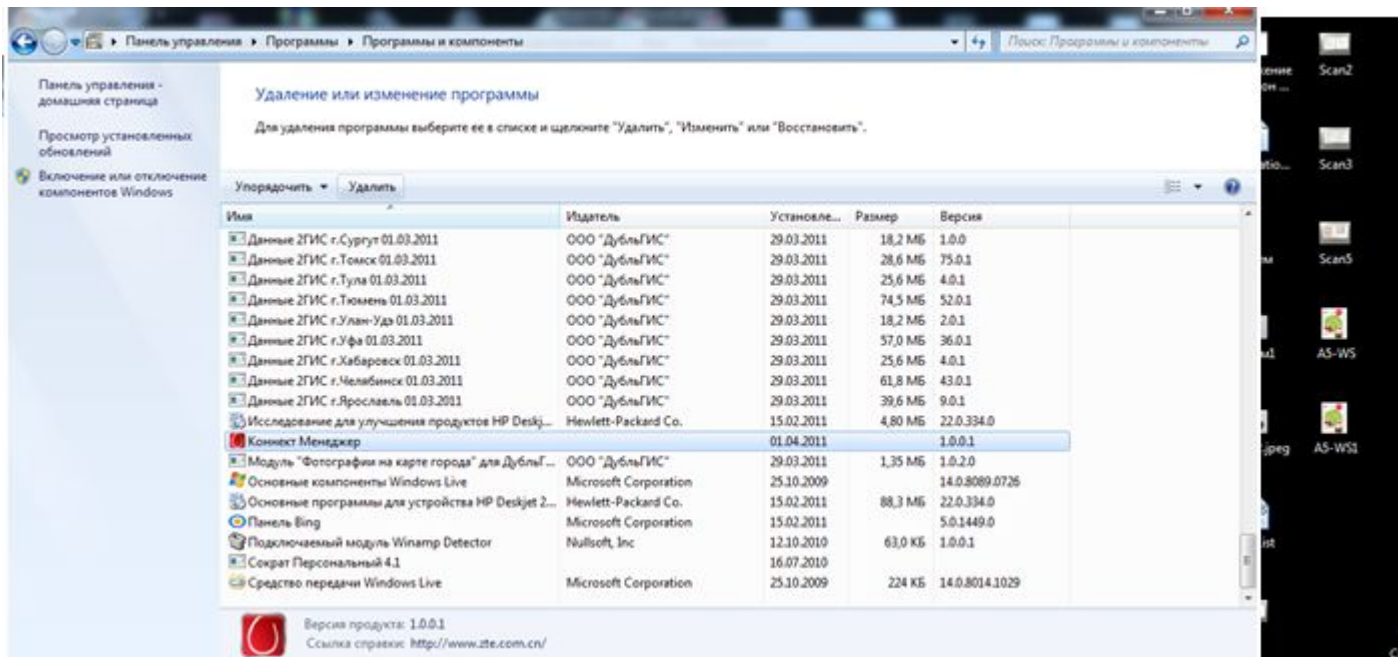 Панель управления ▸ Программы ▸ Программы и компоненты
Поиск: Программы и компоненты
Панель управления -
домашняя страница
Просмотр установленных
обновлений
Включение или отключение
компонентов Windows
Удаление или изменение программы
Для удаления программы выберите ее в списке и щелкните "Удалить", "Изменить" или "Восстановить".
Упорядочить Удалить
Имя Издатель Установле... Размер Версия
Данные 2ГИС г.Сургут 01.03.2011 ООО "ДубльГИС" 29.03.2011 18,2 МБ 1.0.0
Данные 2ГИС г.Томск 01.03.2011 ООО "ДубльГИС" 29.03.2011 28,6 МБ 75.0.1
Данные 2ГИС г.Тула 01.03.2011 ООО "ДубльГИС" 29.03.2011 25,6 МБ 4.0.1
Данные 2ГИС г.Тюмень 01.03.2011 ООО "ДубльГИС" 29.03.2011 74,5 МБ 52.0.1
Данные 2ГИС г.Улан-Удэ 01.03.2011 ООО "ДубльГИС" 29.03.2011 18,2 МБ 2.0.1
Данные 2ГИС г.Уфа 01.03.2011 ООО "ДубльГИС" 29.03.2011 57,0 МБ 36.0.1
Данные 2ГИС г.Хабаровск 01.03.2011 ООО "ДубльГИС" 29.03.2011 25,6 МБ 4.0.1
Данные 2ГИС г.Челябинск 01.03.2011 ООО "ДубльГИС" 29.03.2011 61,8 МБ 43.0.1
Данные 2ГИС г.Ярославль 01.03.2011 ООО "ДубльГИС" 29.03.2011 39,6 МБ 9.0.1
Исследование для улучшения продуктов HP Deskj... Hewlett-Packard Co. 15.02.2011 4,80 МБ 22.0.334.0
Коннект Менеджер 01.04.2011 1.0.0.1
Модуль "Фотографии на карте города" для ДубльГ... ООО "ДубльГИС" 29.03.2011 1,35 МБ 1.0.2.0
Основные компоненты Windows Live Microsoft Corporation 25.10.2009 14.0.8089.0726
Основные программы для устройства HP Deskjet 2... Hewlett-Packard Co. 15.02.2011 88,3 МБ 22.0.334.0
Панель Bing Microsoft Corporation 15.02.2011 5.0.1449.0
Подключаемый модуль Winamp Detector Nullsoft, Inc 12.10.2010 63,0 КБ 1.0.0.1
Сократ Персональный 4.1 16.07.2010
Средство передачи Windows Live Microsoft Corporation 25.10.2009 224 КБ 14.0.8014.1029
Версия продукта: 1.0.0.1
Ссылка справки: http://www.zte.com.cn/
Scan2
Scan3
Scan5
A5-WS
.jpeg A5-WS1